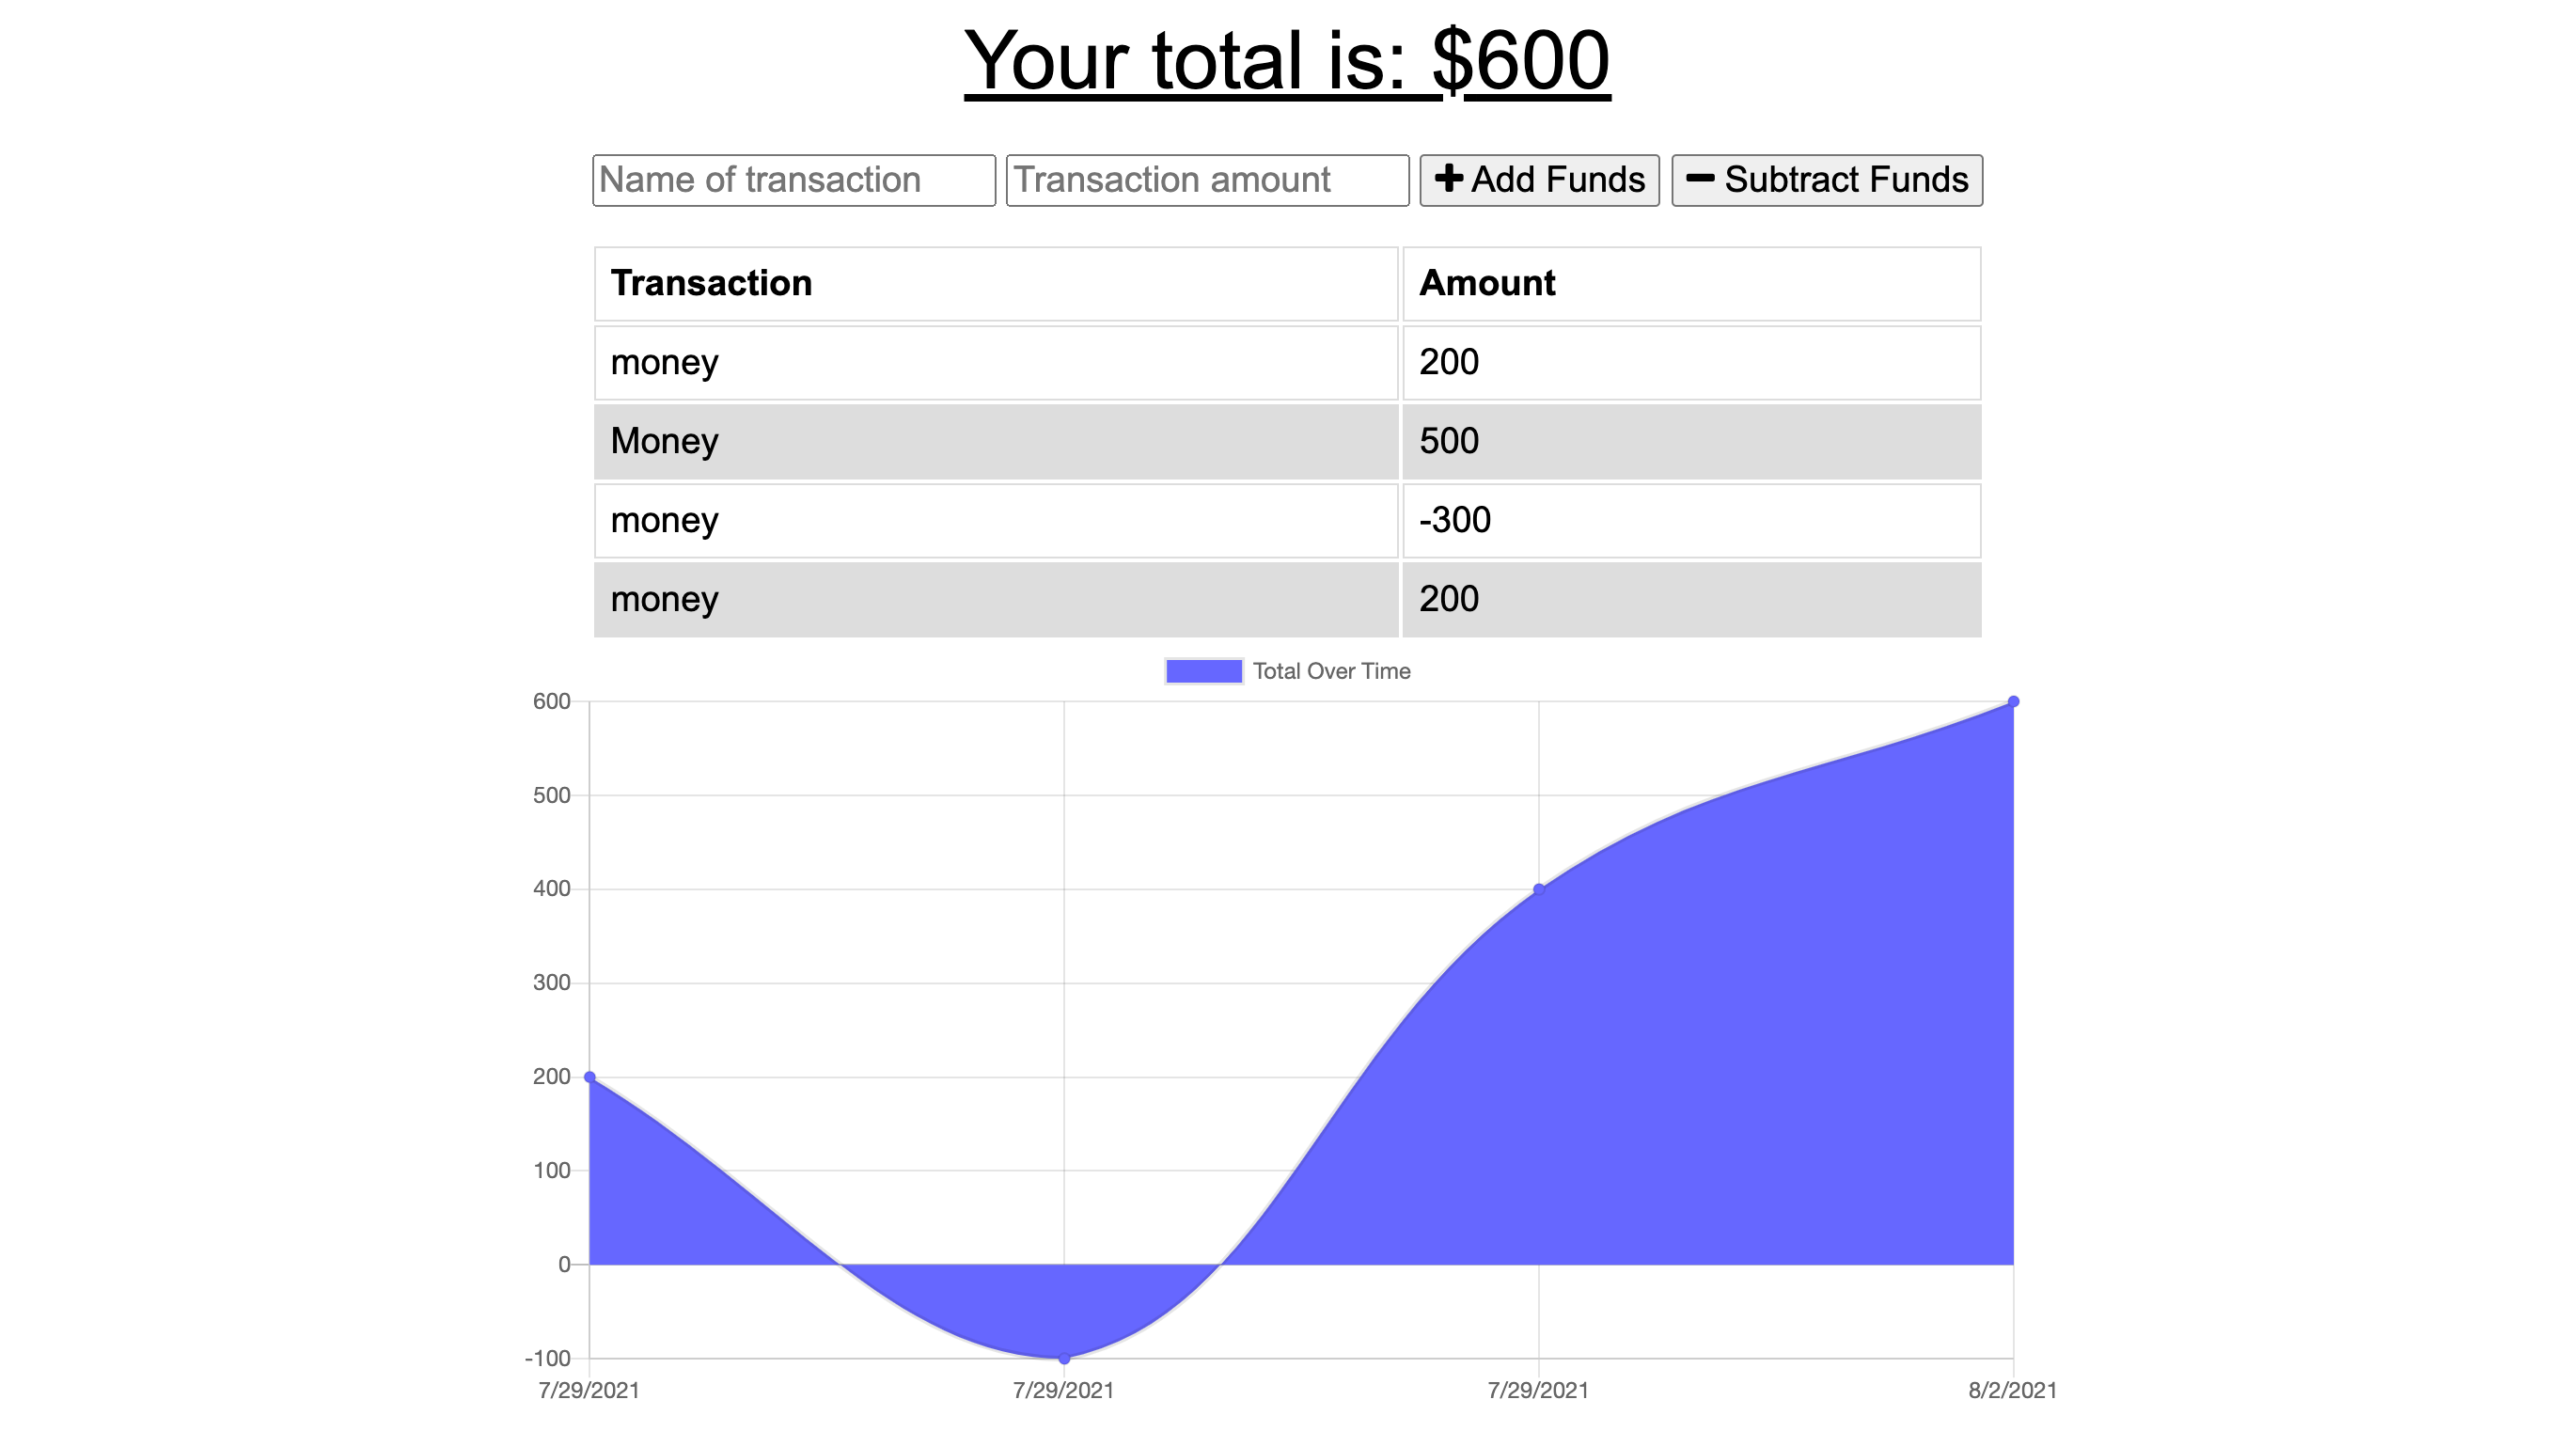 Your total is: $600
Name of transaction Transaction amount Add Funds Subtract Funds
Transaction Amount
money 200
Money 500
money -300
money 200
Total Over Time
600
500
400
300
200
100
0
-100
7/29/2021 7/29/2021 7/29/2021 8/2/2021